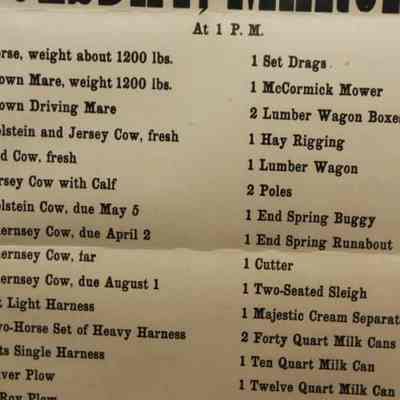 At 1 P. M.
orse, weight about 1200 lbs.
own Mare, weight 1200 lbs.
own Driving Mare
olstein and Jersey Cow, fresh
d Cow, fresh
rsey Cow with Calf
olstein Cow, due May 5
ernsey Cow, due April 2
ernsey Cow, far
ernsey Cow, due August 1
t Light Harness
wo-Horse Set of Heavy Harness
ts Single Harness
ver Plow
Roy Plow
1 Set Drags
1 McCormick Mower
2 Lumber Wagon Boxes
1 Hay Rigging
1 Lumber Wagon
2 Poles
1 End Spring Buggy
1 End Spring Runabout
1 Cutter
1 Two-Seated Sleigh
1 Majestic Cream Separat
2 Forty Quart Milk Cans
1 Ten Quart Milk Can
1 Twelve Quart Milk Can